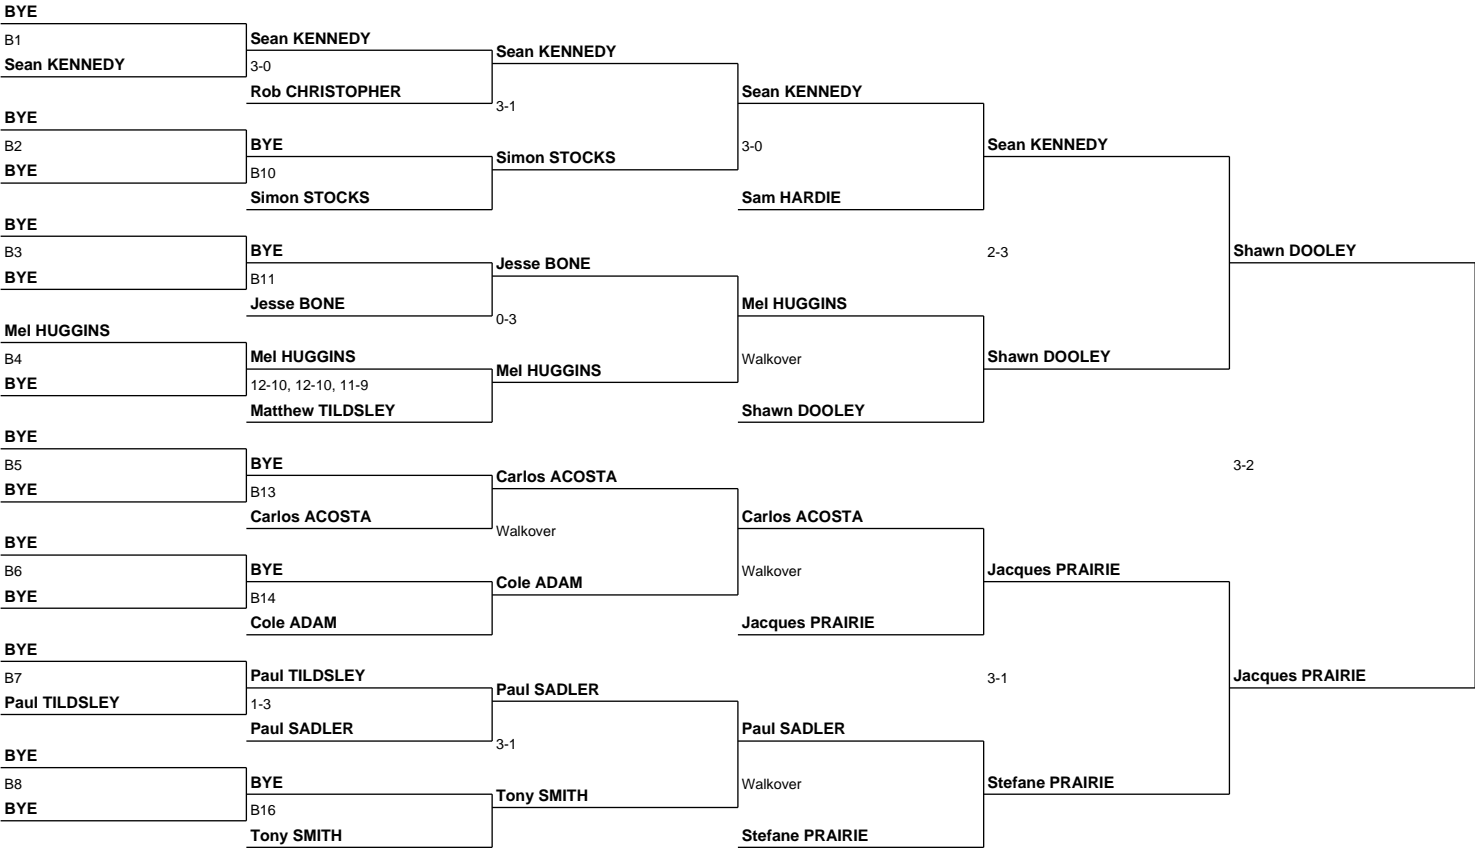 BYE
B1
Sean KENNEDY
BYE
B2
BYE
BYE
B3
BYE
Mel HUGGINS
B4
BYE
BYE
B5
BYE
BYE
B6
BYE
BYE
B7
Paul TILDSLEY
BYE
B8
BYE
Sean KENNEDY
3-0
Rob CHRISTOPHER
BYE
B10
Simon STOCKS
BYE
B11
Jesse BONE
Mel HUGGINS
12-10, 12-10, 11-9
Matthew TILDSLEY
BYE
B13
Carlos ACOSTA
BYE
B14
Cole ADAM
Paul TILDSLEY
1-3
Paul SADLER
BYE
B16
Tony SMITH
Sean KENNEDY
3-1
Simon STOCKS
Jesse BONE
0-3
Mel HUGGINS
Carlos ACOSTA
Walkover
Cole ADAM
Paul SADLER
3-1
Tony SMITH
Sean KENNEDY
3-0
Sam HARDIE
Mel HUGGINS
Walkover
Shawn DOOLEY
Carlos ACOSTA
Walkover
Jacques PRAIRIE
Paul SADLER
Walkover
Stefane PRAIRIE
Sean KENNEDY
2-3
Shawn DOOLEY
Jacques PRAIRIE
3-1
Stefane PRAIRIE
Shawn DOOLEY
3-2
Jacques PRAIRIE